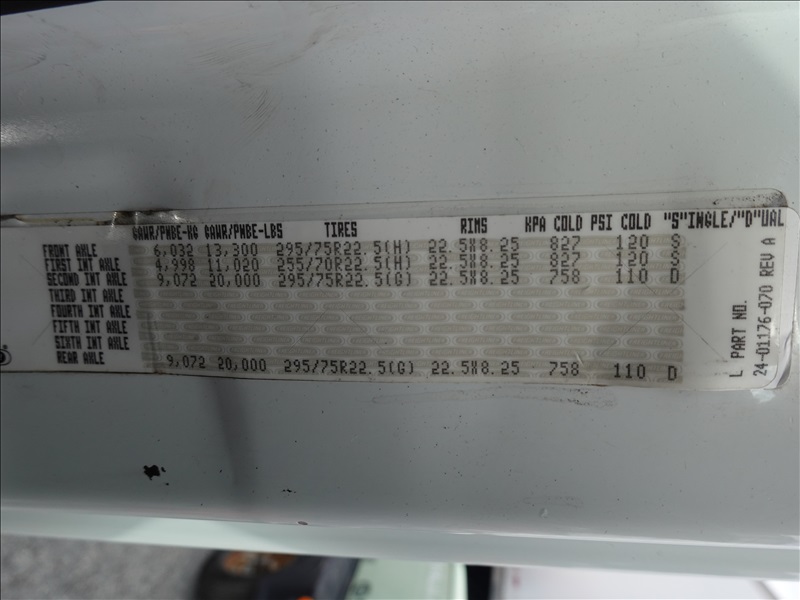 GAWR/PNBE-KG GAWR/PNBE-LBS TIRES RIMS KPA COLD PSI COLD "S"INGLE/"D"UAL
FRONT AXLE 6,032 13,300 295/75R22.5(H) 22.5X8.25 827 120 S
FIRST INT AXLE 4,998 11,020 255/70R22.5(H) 22.5X8.25 827 120 S
SECOND INT AXLE 9,072 20,000 295/75R22.5(G) 22.5X8.25 758 110 D
THIRD INT AXLE
FOURTH INT AXLE
FIFTH INT AXLE
SIXTH INT AXLE
REAR AXLE 9,072 20,000 295/75R22.5(G) 22.5X8.25 758 110 D
L PART NO.
24-01176-070 REV A